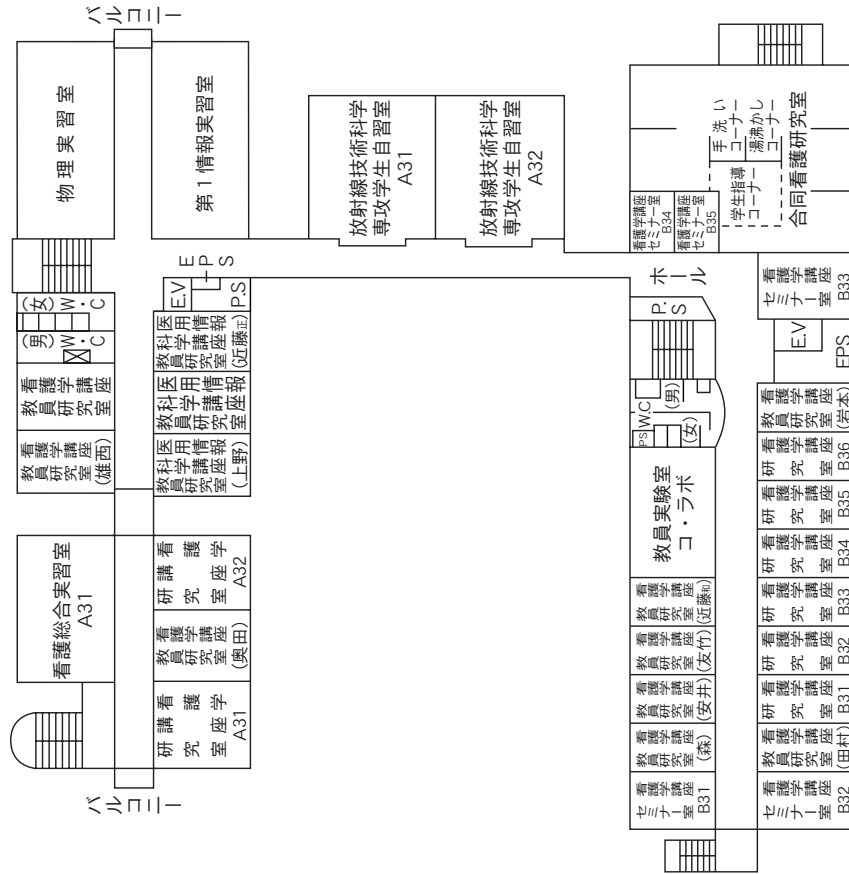 バルコニー
物理実習室
第1情報実習室
放射線技術科学
専攻学生自習室
A31
放射線技術科学
専攻学生自習室
A32
手洗い
コーナー
湯沸かし
コーナー
学生指導
コーナー
合同看護研究室
看護学講座
セミナー室
B34
看護学講座
セミナー室
B35
EPS
E.V
P.S
(女)
W・C
(男)
W・C
看護学講座
教員研究室
看護学講座
教員研究室
(雄西)
医用情報
科学講座
教員研究室
(近藤正)
医用情報
科学講座
教員研究室
医用情報
科学講座
教員研究室
(上野)
ホール
P.S
看護学講座
セミナー室
B33
E.V
EPS
W.C
(男)
PS
(女)
教員実験室
コ・ラボ
看護学講座
教員研究室
(岩本)
看護学講座
研究室
B36
看護学講座
研究室
B35
看護学講座
研究室
B34
看護学講座
研究室
B33
看護学講座
研究室
B32
看護学講座
研究室
B31
看護学講座
教員研究室
(田村)
看護学講座
セミナー室
B32
看護学講座
教員研究室
(近藤和)
看護学講座
教員研究室
(友竹)
看護学講座
教員研究室
(安井)
看護学講座
教員研究室
(森)
看護学講座
セミナー室
B31
看護総合実習室
A31
看護学
講座
研究室
A32
看護学講座
教員研究室
(奥田)
看護学
講座
研究室
A31
バルコニー